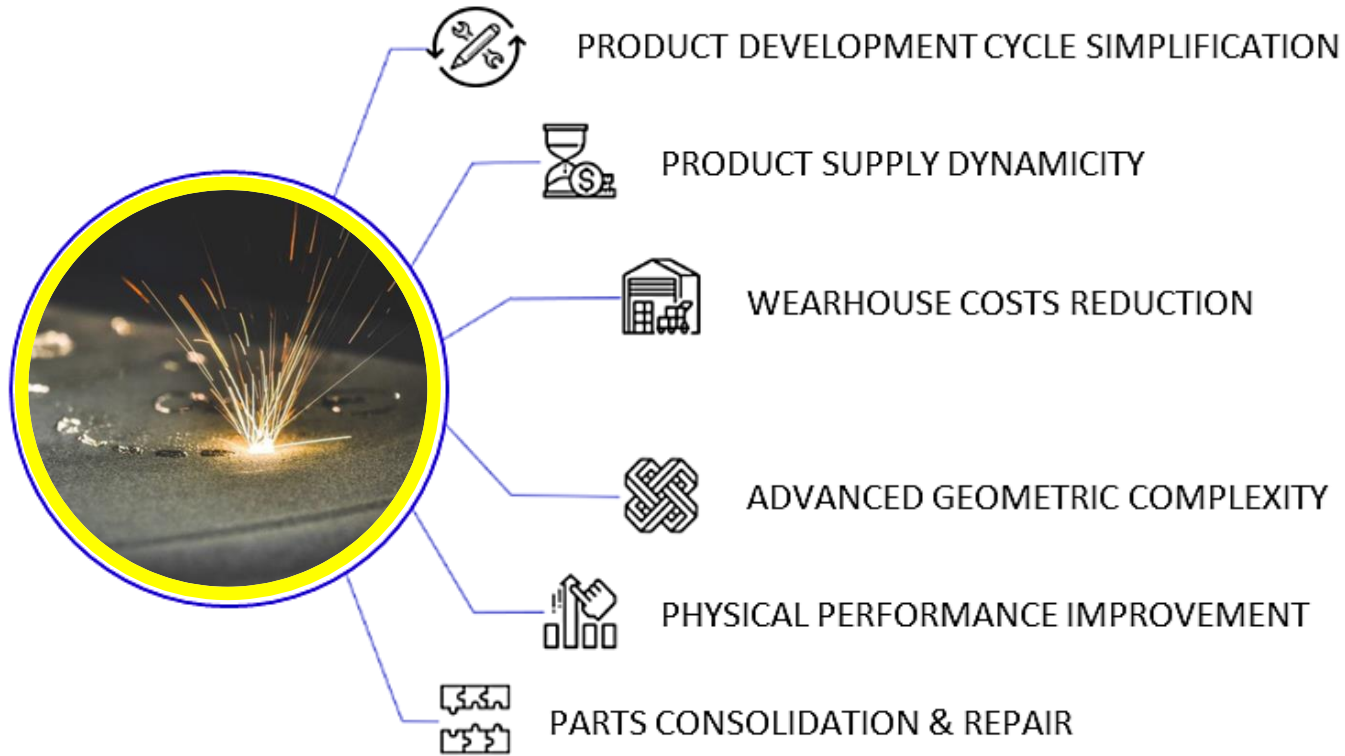 PRODUCT DEVELOPMENT CYCLE SIMPLIFICATION
PRODUCT SUPPLY DYNAMICITY
$
WEARHOUSE COSTS REDUCTION
ADVANCED GEOMETRIC COMPLEXITY
PHYSICAL PERFORMANCE IMPROVEMENT
PARTS CONSOLIDATION & REPAIR